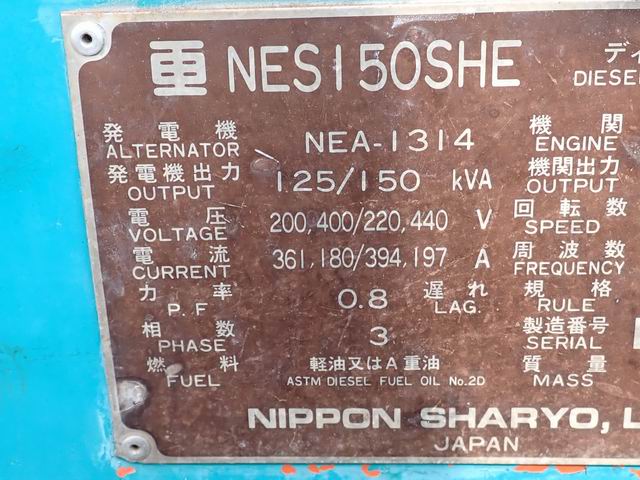 重 NES150SHE ディ
DIESEL
発電機 NEA-1314 機関
ALTERNATOR ENGINE
発電機出力 125/150 kVA 機関出力
OUTPUT OUTPUT
電圧 200,400/220,440 V 回転数
VOLTAGE SPEED
電流 361,180/394,197 A 周波数
CURRENT FREQUENCY
力率 0.8 遅れ 規格
P.F LAG. RULE
相数 3 製造番号
PHASE SERIAL
燃料 軽油又はA重油 質量
FUEL ASTM DIESEL FUEL OIL No.2D MASS
NIPPON SHARYO, L
JAPAN